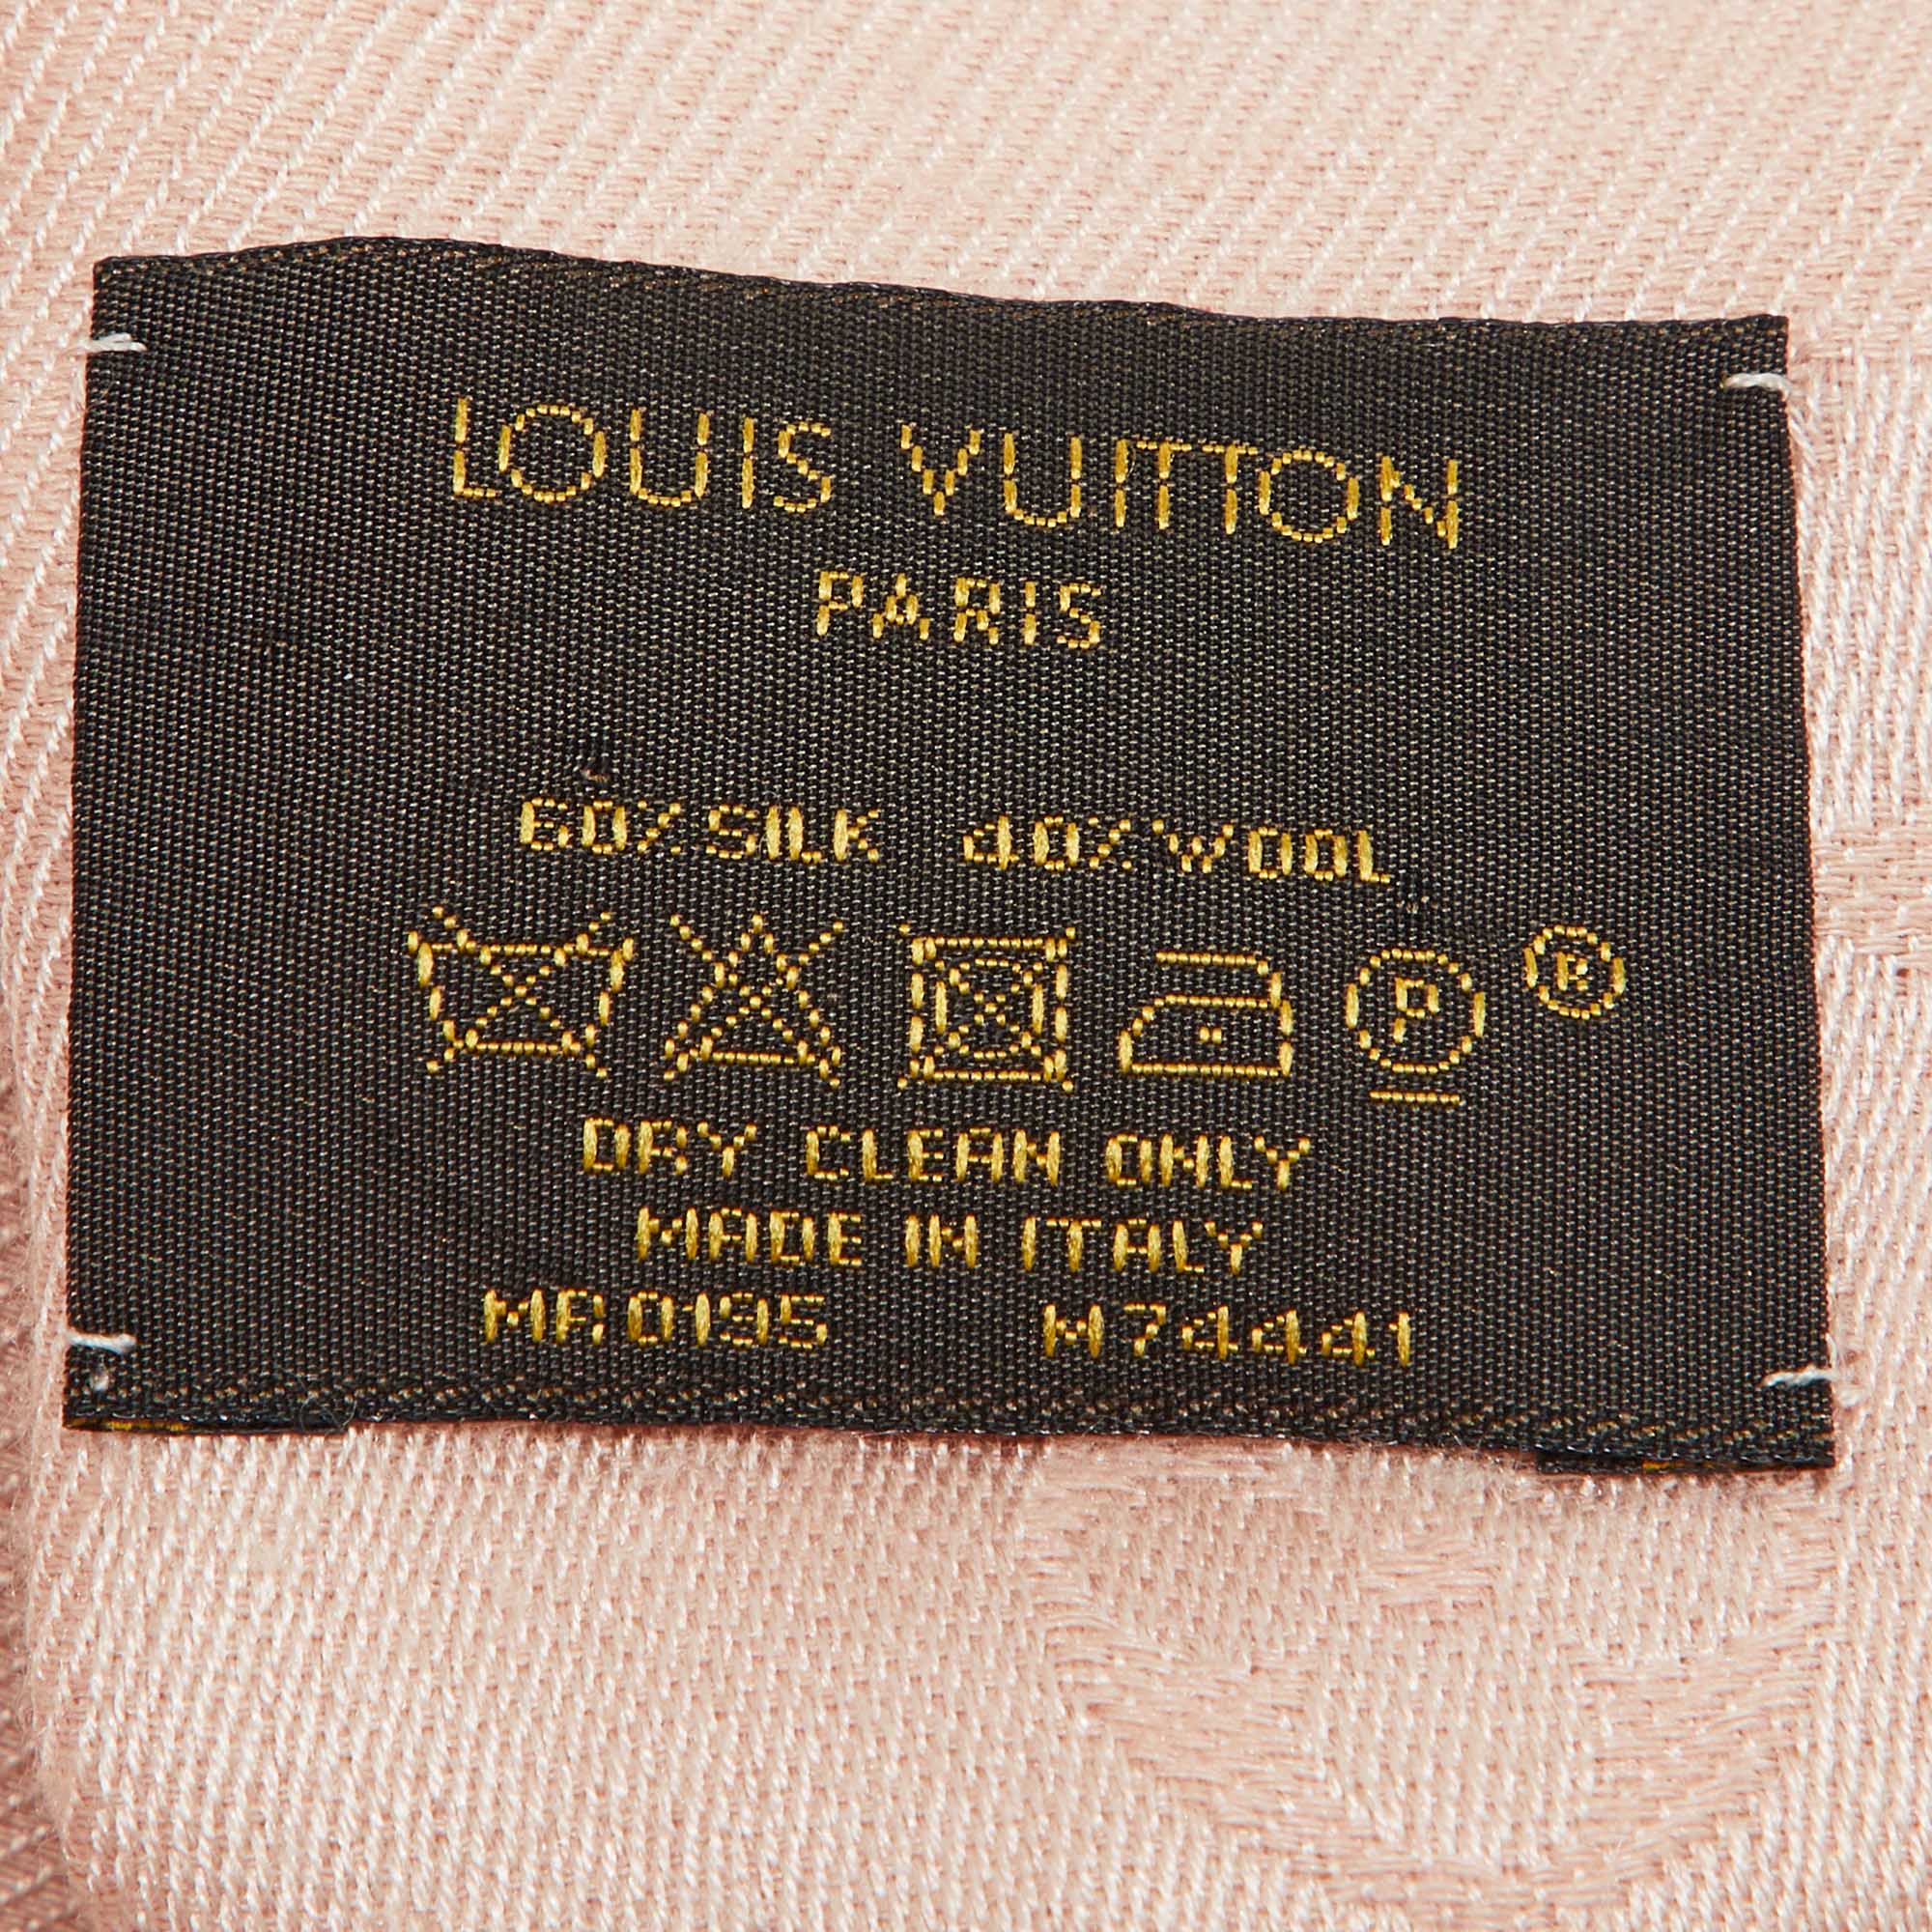 LOUIS VUITTON
PARIS
60% SILK 40% WOOL
P ®
DRY CLEAN ONLY
MADE IN ITALY
MR0195 M74441